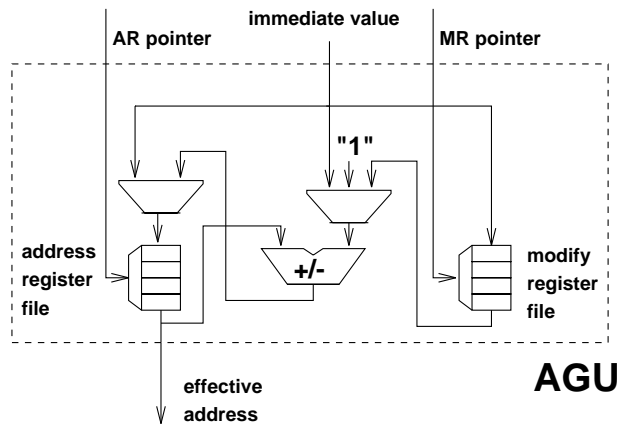 immediate value
AR pointer
MR pointer
"1"
address
register
file
+/-
modify
register
file
AGU
effective
address